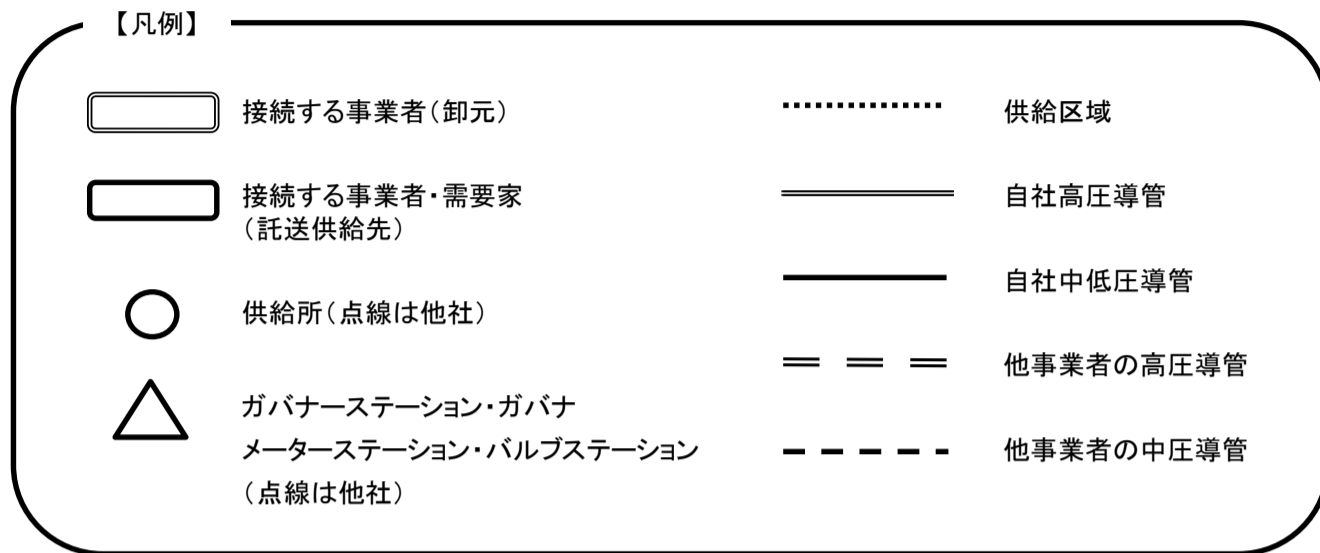 【凡例】
接続する事業者（卸元）
接続する事業者・需要家
（託送供給先）
供給所（点線は他社）
ガバナーステーション・ガバナ
メーターステーション・バルブステーション
（点線は他社）
供給区域
自社高圧導管
自社中低圧導管
他事業者の高圧導管
他事業者の中圧導管